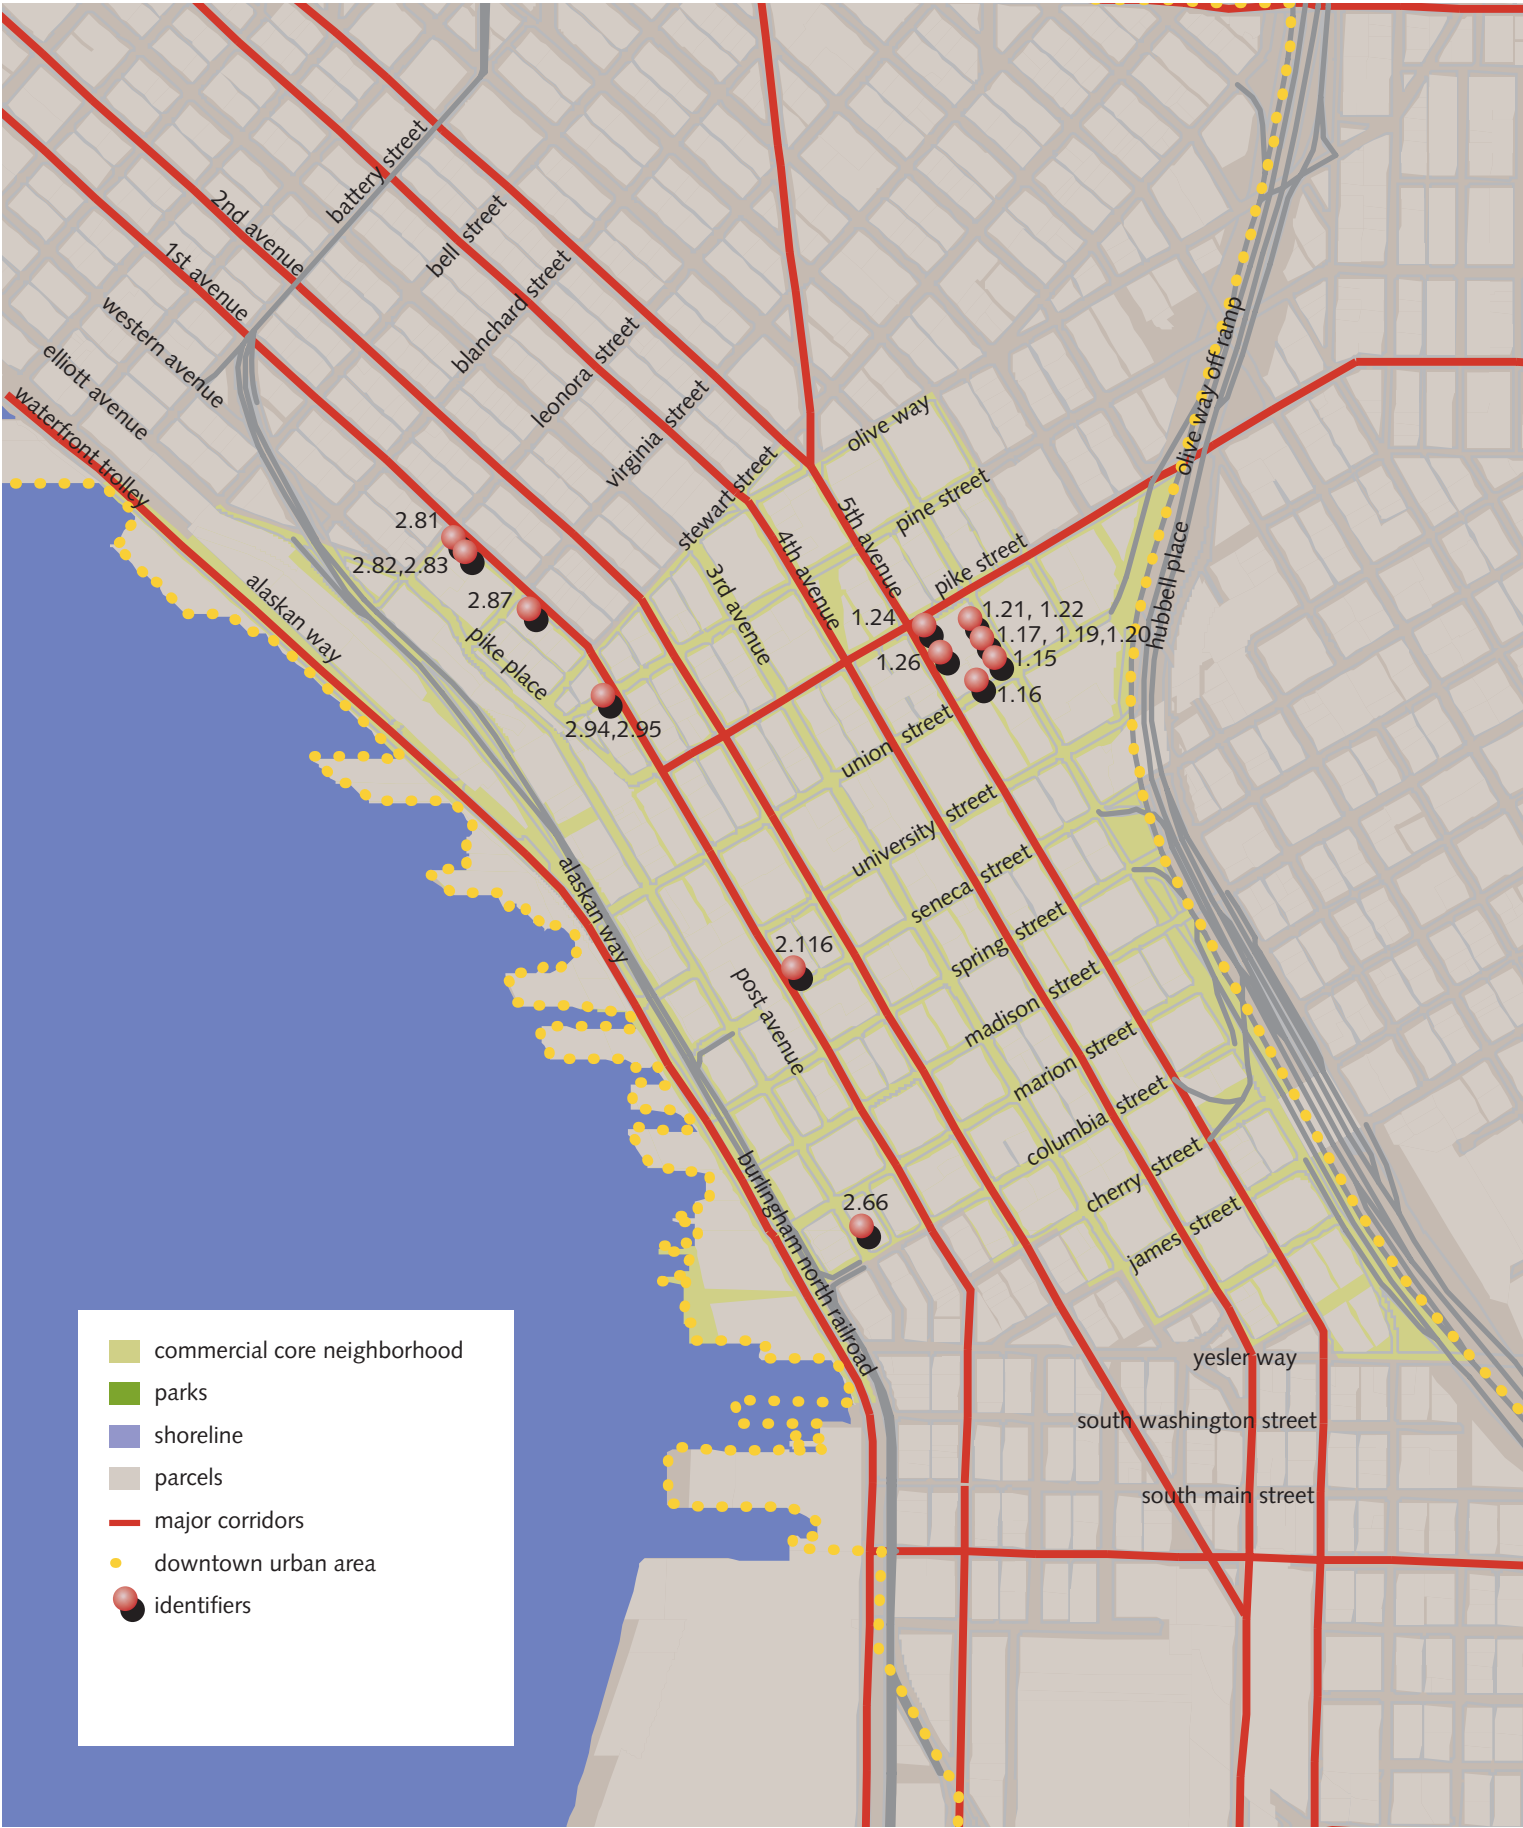 battery street
2nd avenue
bell street
1st avenue
blanchard street
western avenue
leonora street
elliott avenue
virginia street
waterfront trolley
olive way off ramp
olive way
stewart street
pine street
5th avenue
4th avenue
pike street
3rd avenue
hubbell place
2.81
2.82,2.83
2.87
alaskan way
pike place
1.24
1.21, 1.22
1.17, 1.19,1.20
1.26
1.15
1.16
2.94,2.95
union street
university street
seneca street
alaskan way
spring street
2.116
post avenue
madison street
marion street
columbia street
cherry street
burlingham north railroad
2.66
james street
yesler way
south washington street
south main street
commercial core neighborhood
parks
shoreline
parcels
major corridors
downtown urban area
identifiers